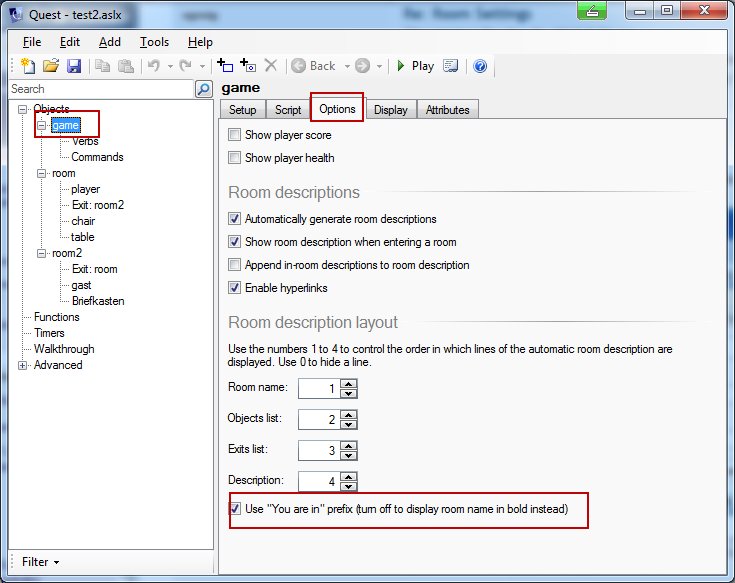 Quest - test2.aslx
Re: Room Settings
File Edit Add Tools Help
Back Play
Search
Objects
game
Verbs
Commands
room
player
Exit: room2
chair
table
room2
Exit: room
gast
Briefkasten
Functions
Timers
Walkthrough
Advanced
Filter
game
Setup Script Options Display Attributes
Show player score
Show player health
Room descriptions
Automatically generate room descriptions
Show room description when entering a room
Append in-room descriptions to room description
Enable hyperlinks
Room description layout
Use the numbers 1 to 4 to control the order in which lines of the automatic room description are
displayed. Use 0 to hide a line.
Room name: 1
Objects list: 2
Exits list: 3
Description: 4
Use "You are in" prefix (turn off to display room name in bold instead)